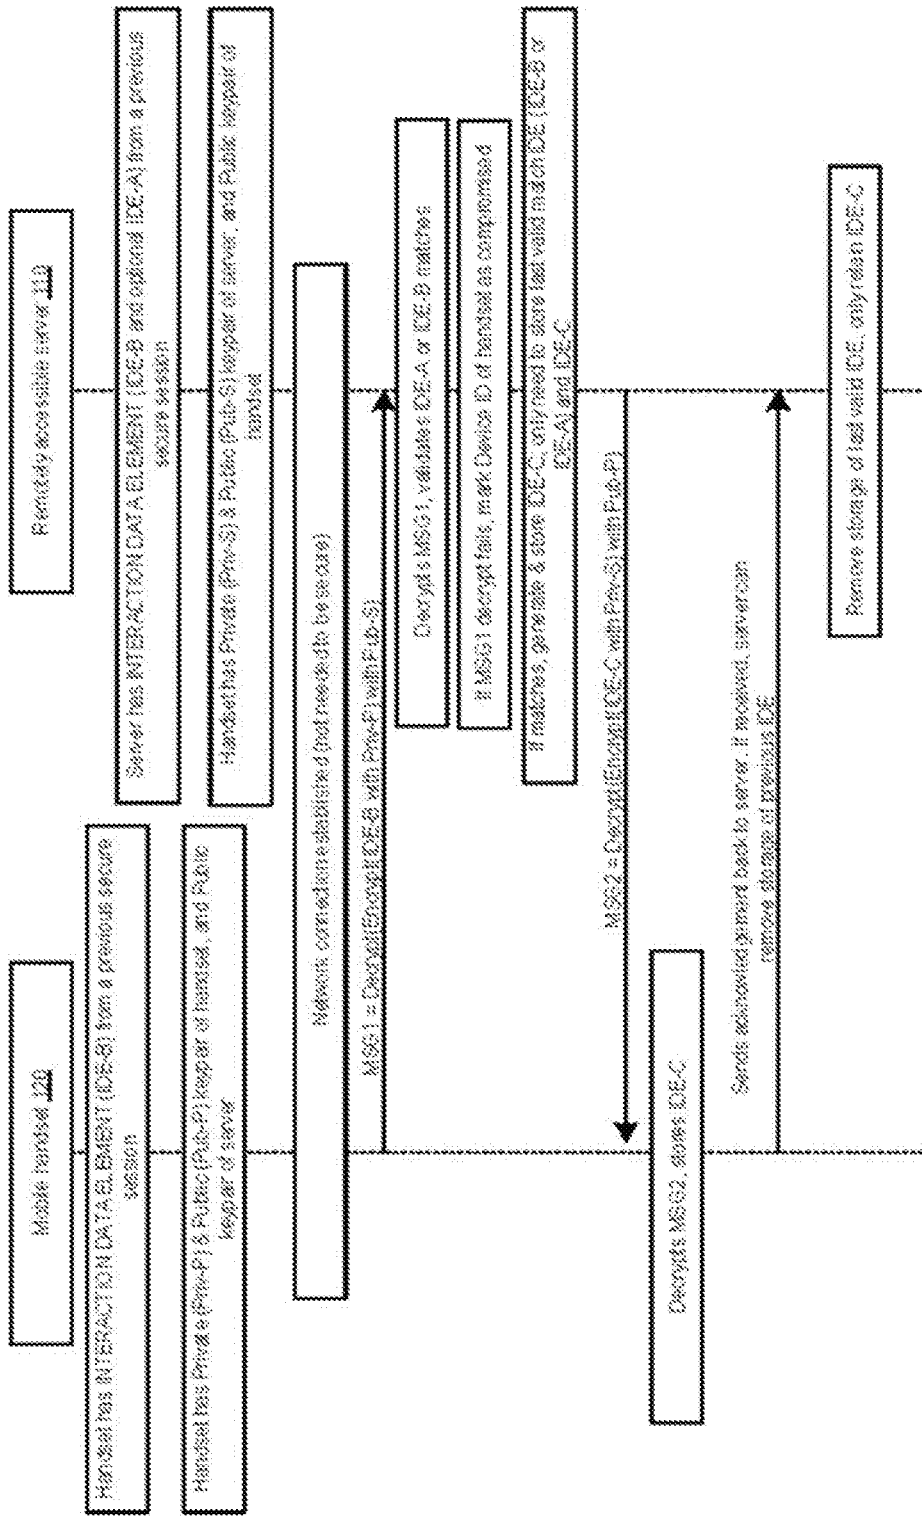 Mobile handset 120
Remotely accessible server 110
Handset has INTERACTION DATA ELEMENT (IDE-B) from a previous secure
session
Server has INTERACTION DATA ELEMENT (IDE-B and optional IDE-A) from a previous
secure session
Handset has Private (Priv-P) & Public (Pub-P) keypair of handset, and Public
keypair of server
Handset has Private (Priv-S) & Public (Pub-S) keypair of server, and Public keypair of
handset
Network connection established (not needed to be secure)
MSG1 = Decrypt(Encrypt(IDE-B with Priv-P) with Pub-S)
Decrypts MSG1, validates IDE-A or IDE-B matches
If MSG1 decrypt fails, mark Device ID of handset as compromised
If matches, generate & store IDE-C, only need to store last valid match IDE (IDE-B or
IDE-A) and IDE-C
MSG2 = Decrypt(Encrypt(IDE-C with Priv-S) with Pub-P)
Decrypts MSG2, stores IDE-C
Sends acknowledgement back to server. If received, server can
remove storage of previous IDE
Remove storage of last valid IDE, only retain IDE-C